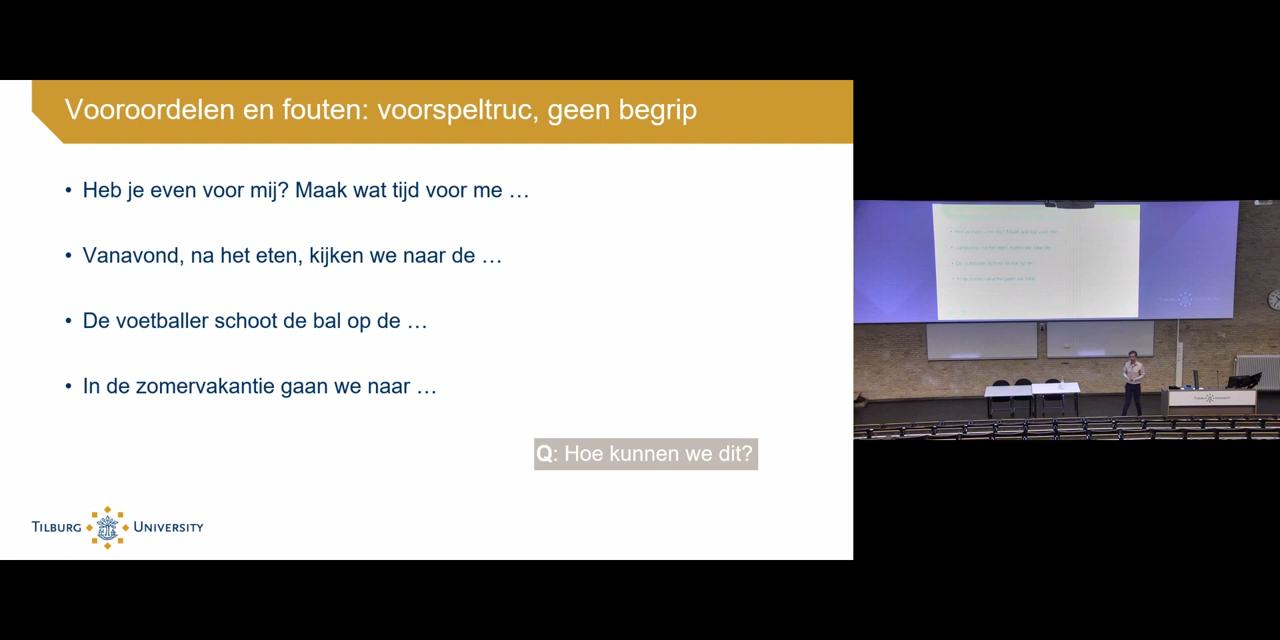 Vooroordelen en fouten: voorspeltruc, geen begrip
• Heb je even voor mij? Maak wat tijd voor me …
• Vanavond, na het eten, kijken we naar de …
• De voetballer schoot de bal op de …
• In de zomervakantie gaan we naar …
Q: Hoe kunnen we dit?
TILBURG UNIVERSITY